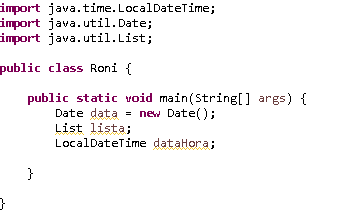 import java.time.LocalDateTime;
import java.util.Date;
import java.util.List;
public class Roni {
public static void main(String[] args) {
Date data = new Date();
List lista;
LocalDateTime dataHora;
}
}